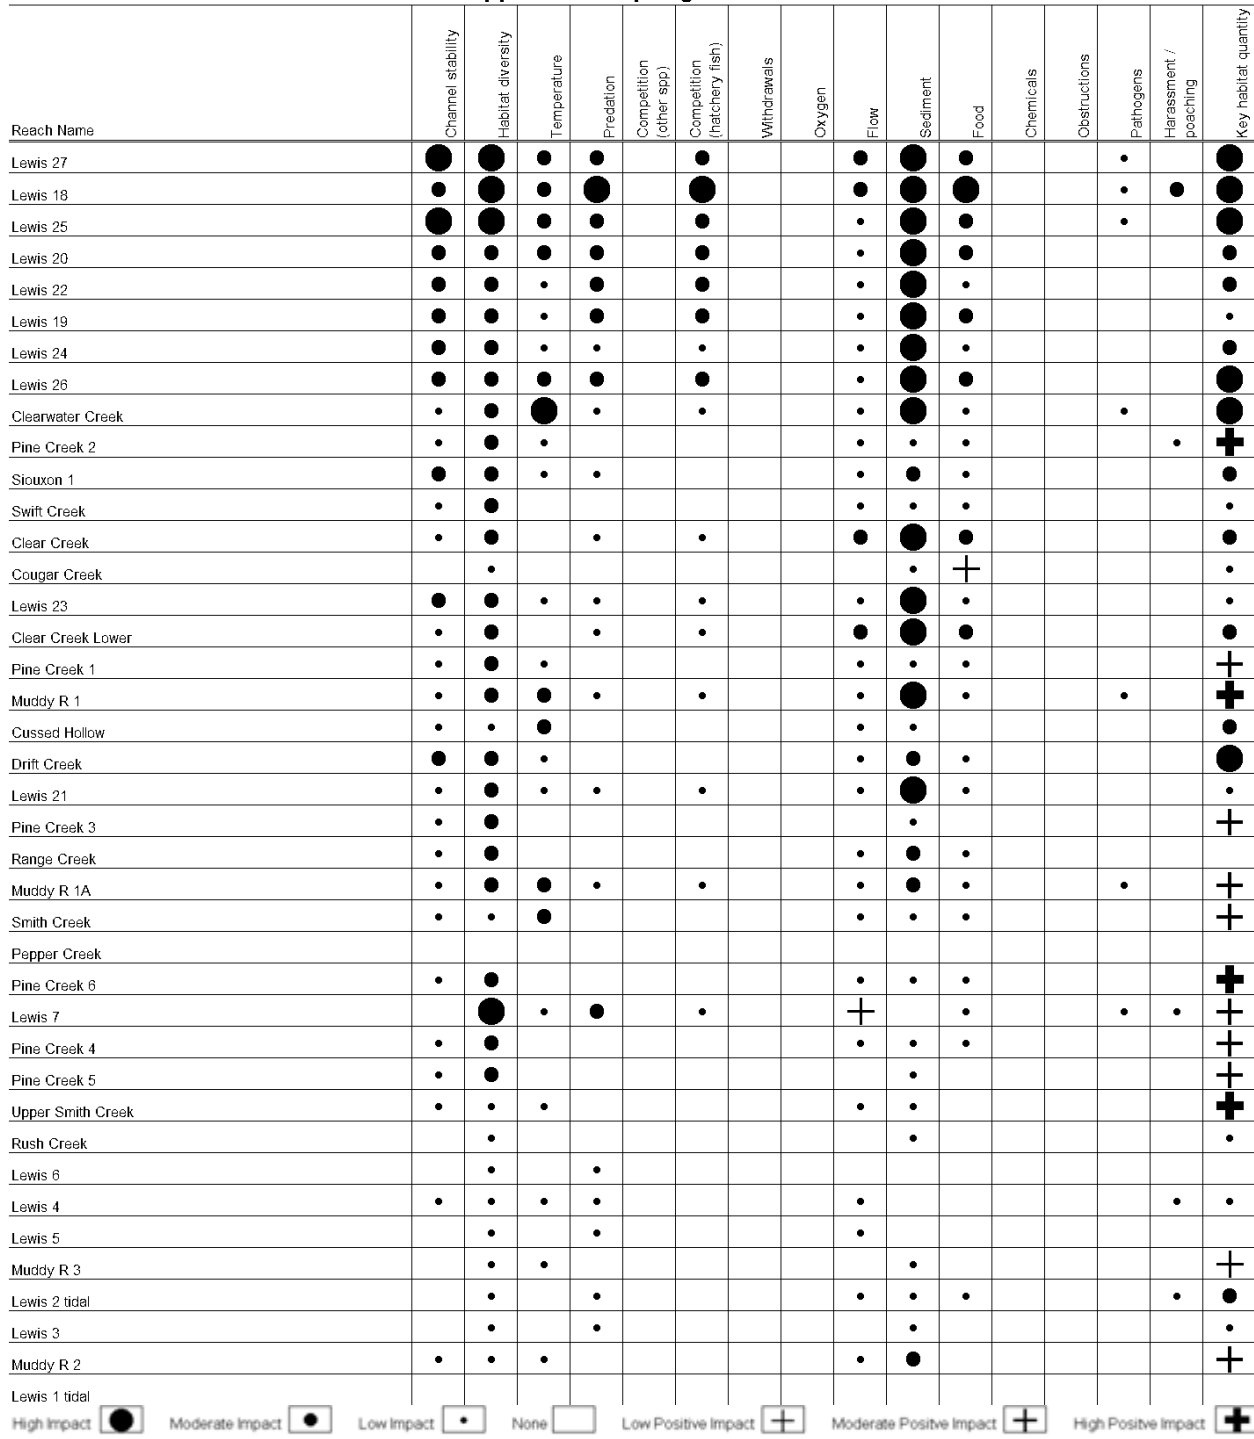 Reach Name
Channel stability
Habitat diversity
Temperature
Predation
Competition
(other spp)
Competition
(hatchery fish)
Withdrawals
Oxygen
Flow
Sediment
Food
Chemicals
Obstructions
Pathogens
Harassment /
poaching
Key habitat quantity
Lewis 27
Lewis 18
Lewis 25
Lewis 20
Lewis 22
Lewis 19
Lewis 24
Lewis 26
Clearwater Creek
Pine Creek 2
Siouxon 1
Swift Creek
Clear Creek
Cougar Creek
Lewis 23
Clear Creek Lower
Pine Creek 1
Muddy R 1
Cussed Hollow
Drift Creek
Lewis 21
Pine Creek 3
Range Creek
Muddy R 1A
Smith Creek
Pepper Creek
Pine Creek 6
Lewis 7
Pine Creek 4
Pine Creek 5
Upper Smith Creek
Rush Creek
Lewis 6
Lewis 4
Lewis 5
Muddy R 3
Lewis 2 tidal
Lewis 3
Muddy R 2
Lewis 1 tidal
High Impact Moderate Impact Low Impact None Low Positive Impact Moderate Positve Impact High Positve Impact